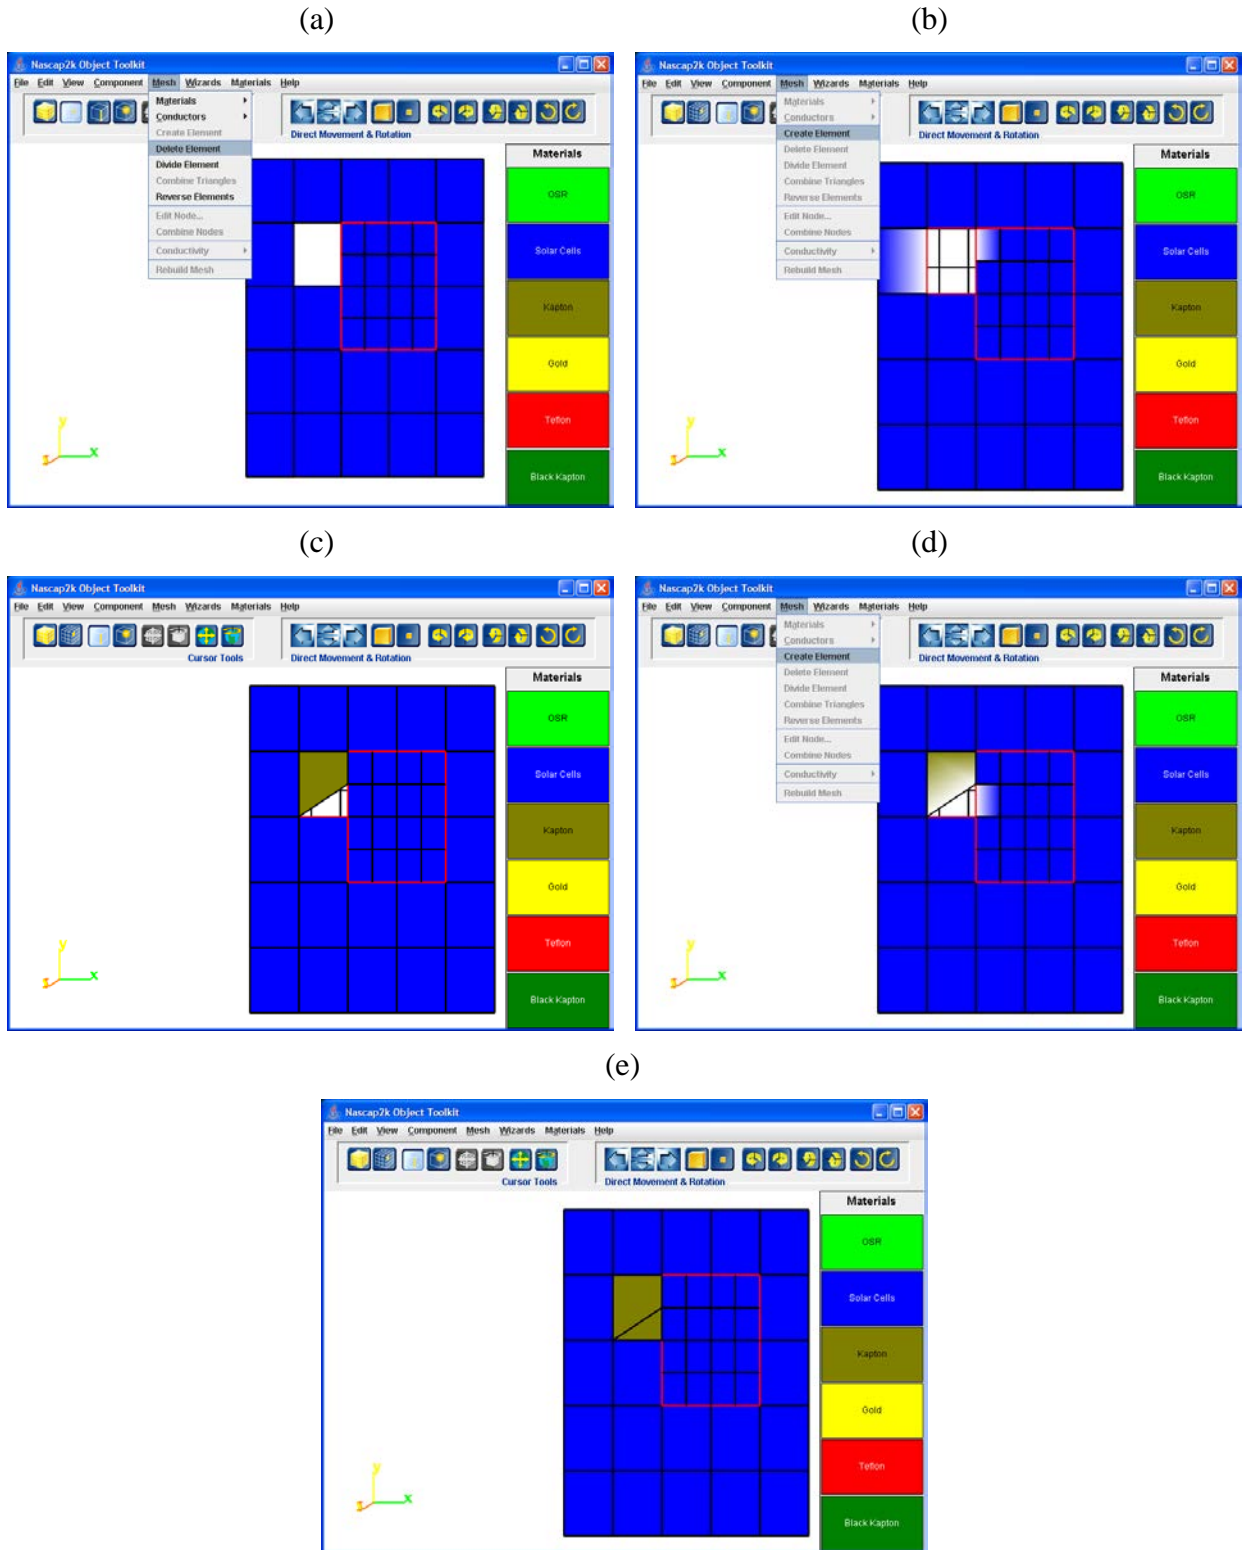 (a)
Nascap2k Object Toolkit
File Edit View Component Mesh Wizards Materials Help
Materials
Conductors
Create Element
Delete Element
Divide Element
Combine Triangles
Reverse Elements
Edit Node...
Combine Nodes
Conductivity
Rebuild Mesh
Direct Movement & Rotation
Materials
OSR
Solar Cells
Kapton
Gold
Teflon
Black Kapton
y
x
z
(b)
Nascap2k Object Toolkit
File Edit View Component Mesh Wizards Materials Help
Materials
Conductors
Create Element
Delete Element
Divide Element
Combine Triangles
Reverse Elements
Edit Node...
Combine Nodes
Conductivity
Rebuild Mesh
Direct Movement & Rotation
Materials
OSR
Solar Cells
Kapton
Gold
Teflon
Black Kapton
y
x
z
(c)
Nascap2k Object Toolkit
File Edit View Component Mesh Wizards Materials Help
Cursor Tools
Direct Movement & Rotation
Materials
OSR
Solar Cells
Kapton
Gold
Teflon
Black Kapton
y
x
z
(d)
Nascap2k Object Toolkit
File Edit View Component Mesh Wizards Materials Help
Materials
Conductors
Create Element
Delete Element
Divide Element
Combine Triangles
Reverse Elements
Edit Node...
Combine Nodes
Conductivity
Rebuild Mesh
Direct Movement & Rotation
Materials
OSR
Solar Cells
Kapton
Gold
Teflon
Black Kapton
y
x
z
(e)
Nascap2k Object Toolkit
File Edit View Component Mesh Wizards Materials Help
Cursor Tools
Direct Movement & Rotation
Materials
OSR
Solar Cells
Kapton
Gold
Teflon
Black Kapton
y
x
z